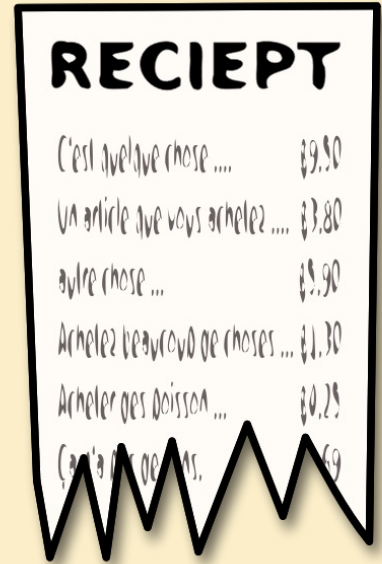 RECIEPT
C'est quelque chose .... $9.50
Un article que vous achetez .... $3.80
autre chose ... $5.90
Achetez beaucoup de choses ... $1.30
Acheter des poisson ... $0.25
69